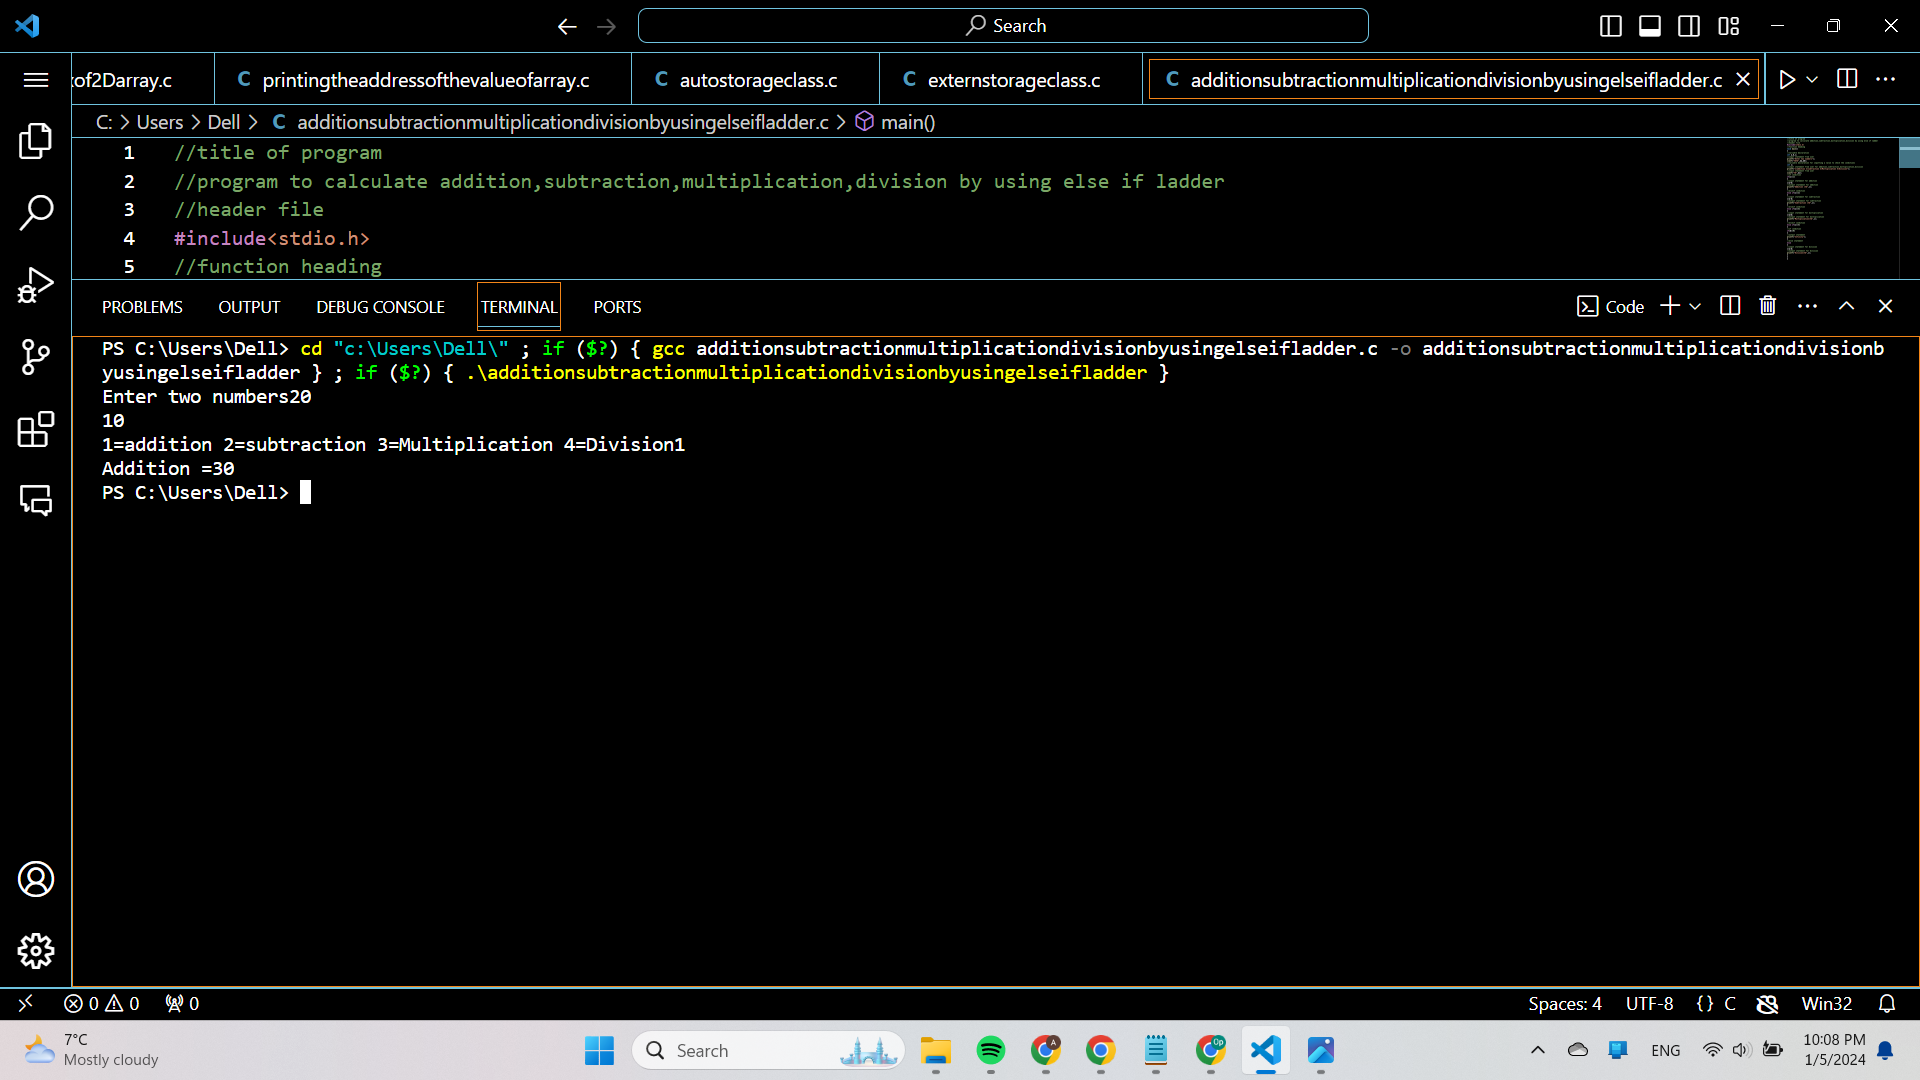 Search
of2Darray.c
C printingtheaddressofthevalueofarray.c
C autostorageclass.c
C externstorageclass.c
C additionsubtractionmultiplicationdivisionbyusingelseifladder.c
C: > Users > Dell > C additionsubtractionmultiplicationdivisionbyusingelseifladder.c > main()
1 //title of program
2 //program to calculate addition,subtraction,multiplication,division by using else if ladder
3 //header file
4 #include<stdio.h>
5 //function heading
PROBLEMS OUTPUT DEBUG CONSOLE TERMINAL PORTS
Code
PS C:\Users\Dell> cd "c:\Users\Dell\" ; if ($?) { gcc additionsubtractionmultiplicationdivisionbyusingelseifladder.c -o additionsubtractionmultiplicationdivisionb
yusingelseifladder } ; if ($?) { .\additionsubtractionmultiplicationdivisionbyusingelseifladder }
Enter two numbers20
10
1=addition 2=subtraction 3=Multiplication 4=Division1
Addition =30
PS C:\Users\Dell>
0 0 0
Spaces: 4 UTF-8 {} C Win32
7°C
Mostly cloudy
Search
A
Op
ENG
10:08 PM
1/5/2024